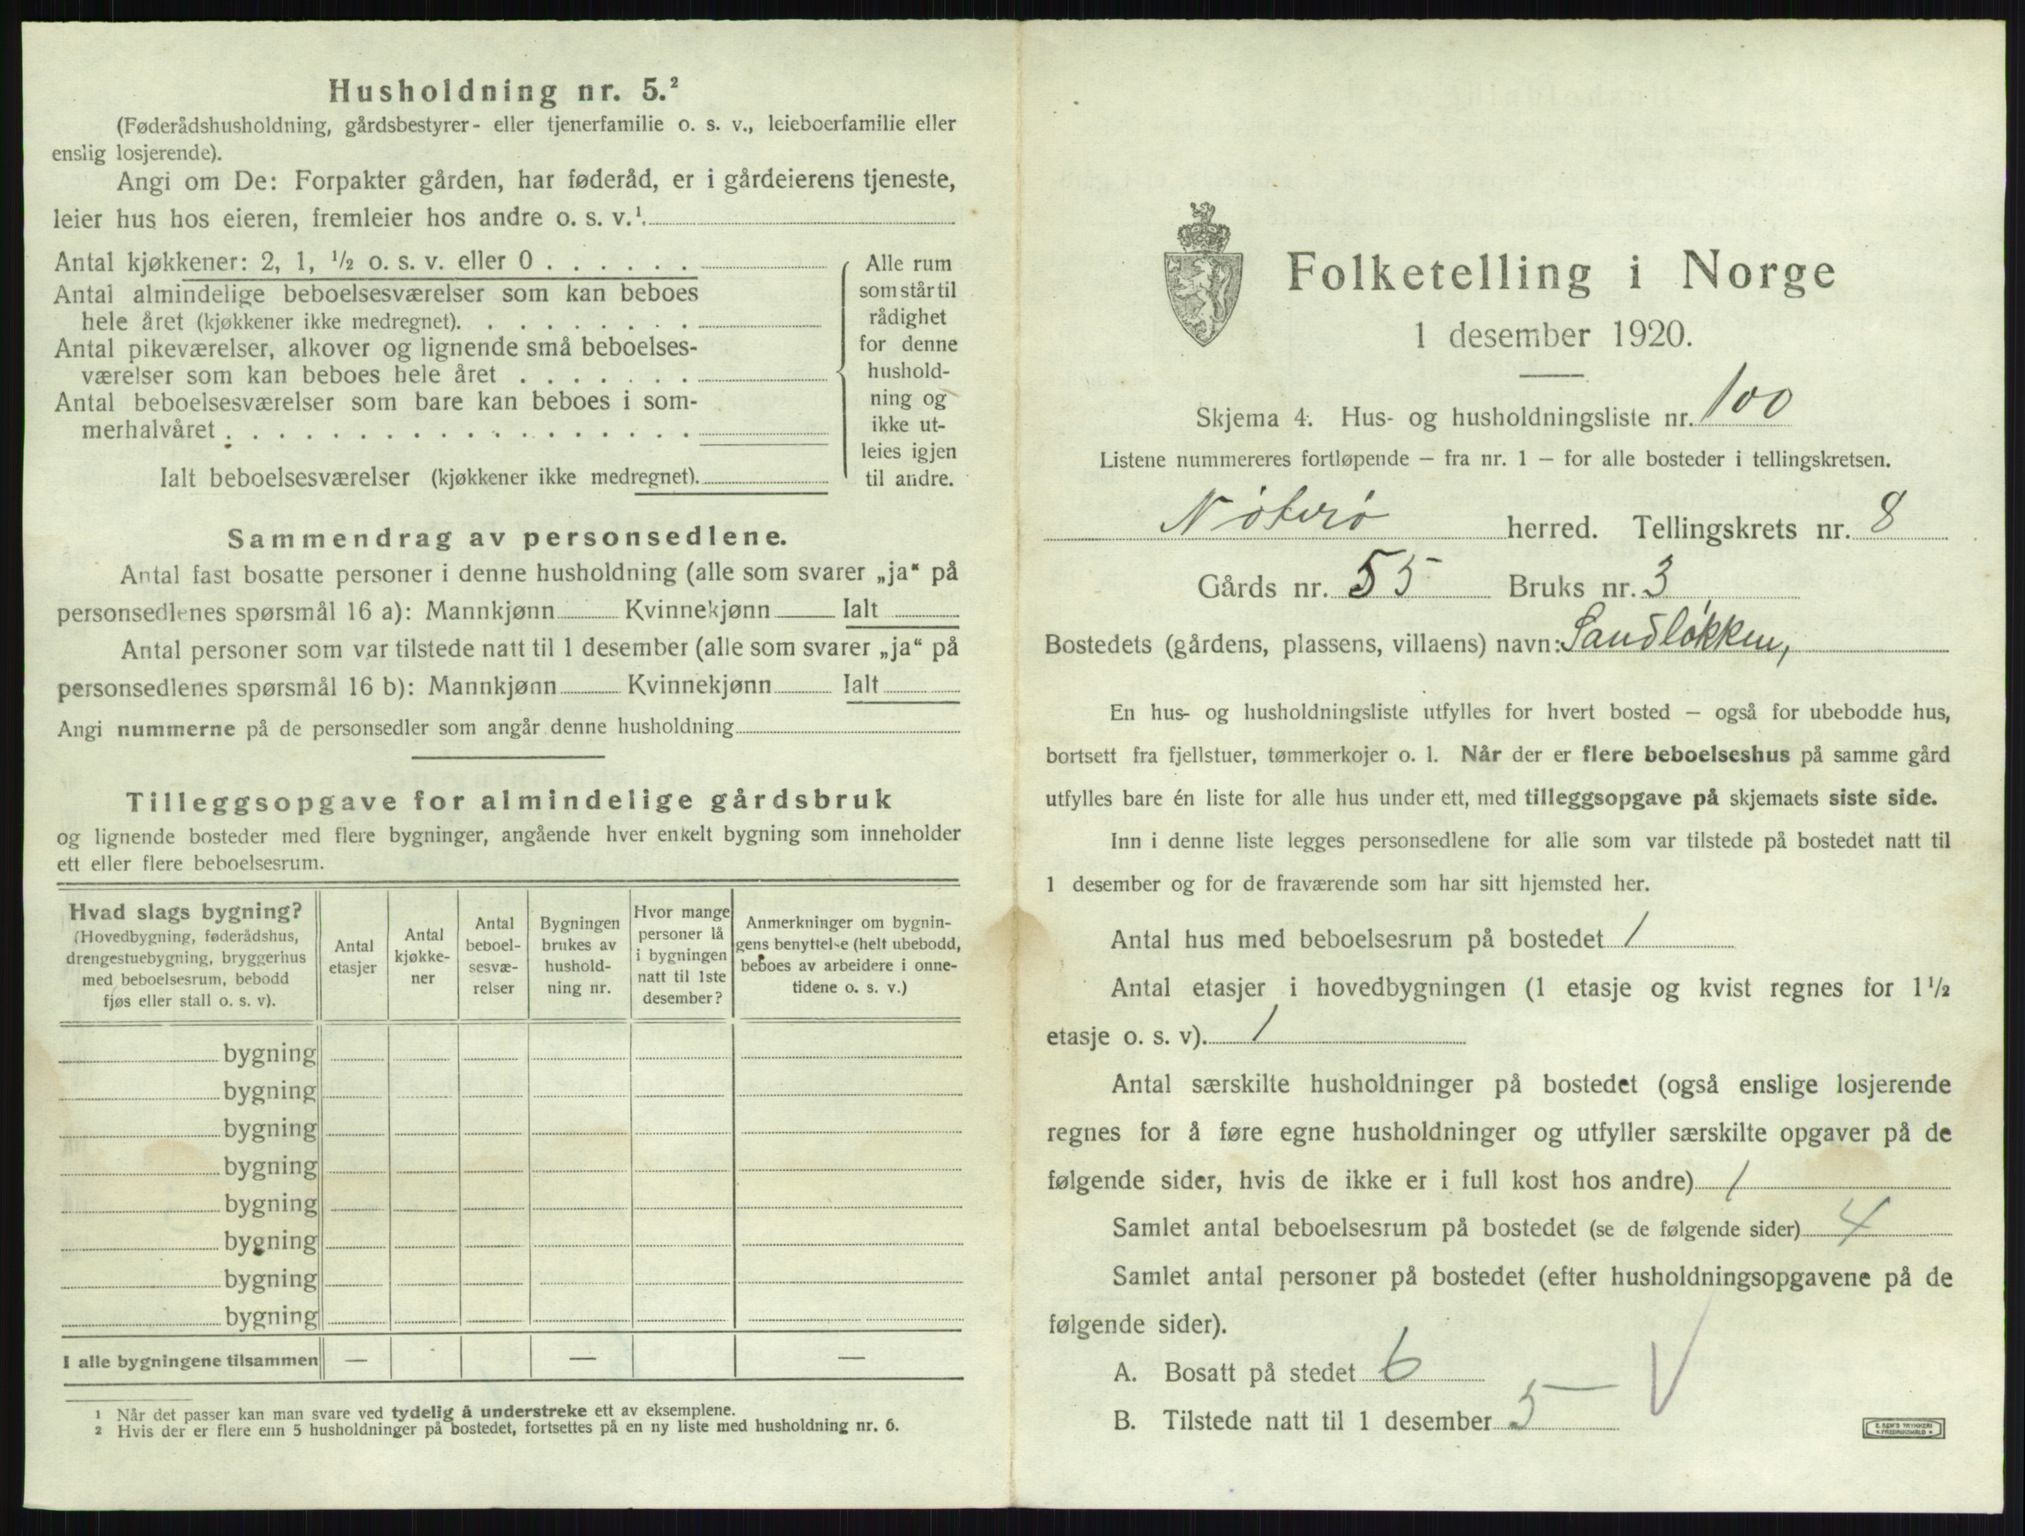 Husholdning nr. 5.²
(Føderådshusholdning, gårdsbestyrer- eller tjenerfamilie o. s. v., leieboerfamilie eller
enslig losjerende).
Angi om De: Forpakter gården, har føderåd, er i gårdeierens tjeneste,
leier hus hos eieren, fremleier hos andre o. s. v.¹.
Antal kjøkkener: 2, 1, ½ o. s. v. eller 0 . . . . . .
Antal almindelige beboelsesværelser som kan beboes
hele året (kjøkkener ikke medregnet). . . . . . . . .
Antal pikeværelser, alkover og lignende små beboelses-
værelser som kan beboes hele året . . . . . . .
Antal beboelsesværelser som bare kan beboes i som-
merhalvåret . . . . . . . . . . . . . . . . . .
Ialt beboelsesværelser (kjøkkener ikke medregnet).
Alle rum
som står til
rådighet
for denne
hushold-
ning og
ikke ut-
leies igjen
til andre.
Sammendrag av personsedlene.
Antal fast bosatte personer i denne husholdning (alle som svarer „ja“ på
personsedlenes spørsmål 16 a): Mannkjønn Kvinnekjønn Ialt
Antal personer som var tilstede natt til 1 desember (alle som svarer „ja“ på
personsedlenes spørsmål 16 b): Mannkjønn Kvinnekjønn Ialt
Angi nummerne på de personsedler som angår denne husholdning
Tilleggsopgave for almindelige gårdsbruk
og lignende bosteder med flere bygninger, angående hver enkelt bygning som inneholder
ett eller flere beboelsesrum.
Hvad slags bygning?
(Hovedbygning, føderådshus,
drengestuebygning, bryggerhus
med beboelsesrum, bebodd
fjøs eller stall o. s. v).
Antal
etasjer
Antal
kjøkke-
ner
Antal
beboel-
sesvæ-
relser
Bygningen
brukes av
hushold-
ning nr.
Hvor mange
personer lå
i bygningen
natt til 1ste
desember?
Anmerkninger om bygnin-
gens benyttelse (helt ubebodd,
beboes av arbeidere i onne-
tidene o. s. v.)
bygning
bygning
bygning
bygning
bygning
bygning
bygning
bygning
I alle bygningene tilsammen — — —
¹ Når det passer kan man svare ved tydelig å understreke ett av eksemplene.
² Hvis der er flere enn 5 husholdninger på bostedet, fortsettes på en ny liste med husholdning nr. 6.
Folketelling i Norge
1 desember 1920.
Skjema 4. Hus- og husholdningsliste nr. 100
Listene nummereres fortløpende – fra nr. 1 – for alle bosteder i tellingskretsen.
Nøterø herred. Tellingskrets nr. 8
Gårds nr. 55 Bruks nr. 3
Bostedets (gårdens, plassens, villaens) navn: Sandløkken,
En hus- og husholdningsliste utfylles for hvert bosted – også for ubebodde hus,
bortsett fra fjellstuer, tømmerkojer o. l. Når der er flere beboelseshus på samme gård
utfylles bare én liste for alle hus under ett, med tilleggsopgave på skjemaets siste side.
Inn i denne liste legges personsedlene for alle som var tilstede på bostedet natt til
1 desember og for de fraværende som har sitt hjemsted her.
Antal hus med beboelsesrum på bostedet 1
Antal etasjer i hovedbygningen (1 etasje og kvist regnes for 1½
etasje o. s. v). 1
Antal særskilte husholdninger på bostedet (også enslige losjerende
regnes for å føre egne husholdninger og utfyller særskilte opgaver på de
følgende sider, hvis de ikke er i full kost hos andre) 1
Samlet antal beboelsesrum på bostedet (se de følgende sider) 4
Samlet antal personer på bostedet (efter husholdningsopgavene på de
følgende sider).
A. Bosatt på stedet 6
B. Tilstede natt til 1 desember 5